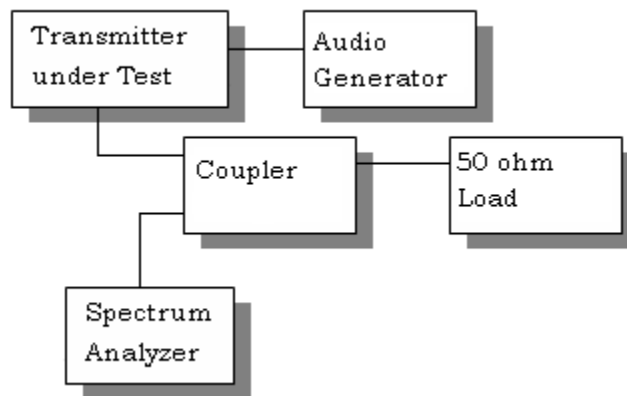 Transmitter
under Test
Audio
Generator
Coupler
50 ohm
Load
Spectrum
Analyzer